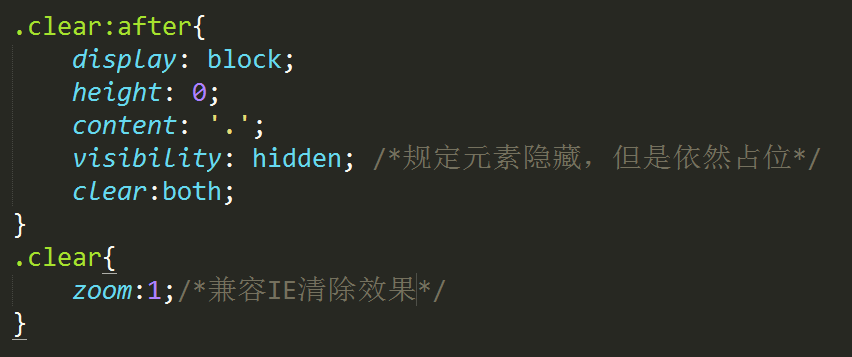 .clear:after{
display: block;
height: 0;
content: '.';
visibility: hidden; /*规定元素隐藏，但是依然占位*/
clear:both;
}
.clear{
zoom:1;/*兼容IE清除效果*/
}